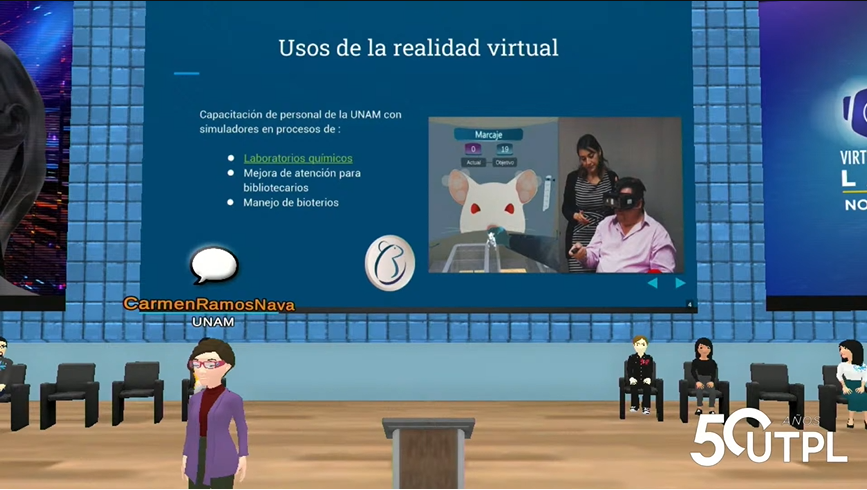 Usos de la realidad virtual
Capacitación de personal de la UNAM con
simuladores en procesos de :
Laboratorios químicos
Mejora de atención para
bibliotecarios
Manejo de bioterios
Marcaje
0
19
Actual
Objetivo
4
CarmenRamosNava
UNAM
VIRT
L
NO
50 AÑOS
UTPL